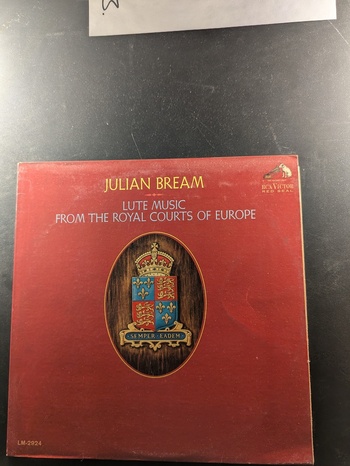 JULIAN BREAM
LUTE MUSIC
FROM THE ROYAL COURTS OF EUROPE
RCA VICTOR
RED SEAL
SEMPER·EADEM
LM-2924